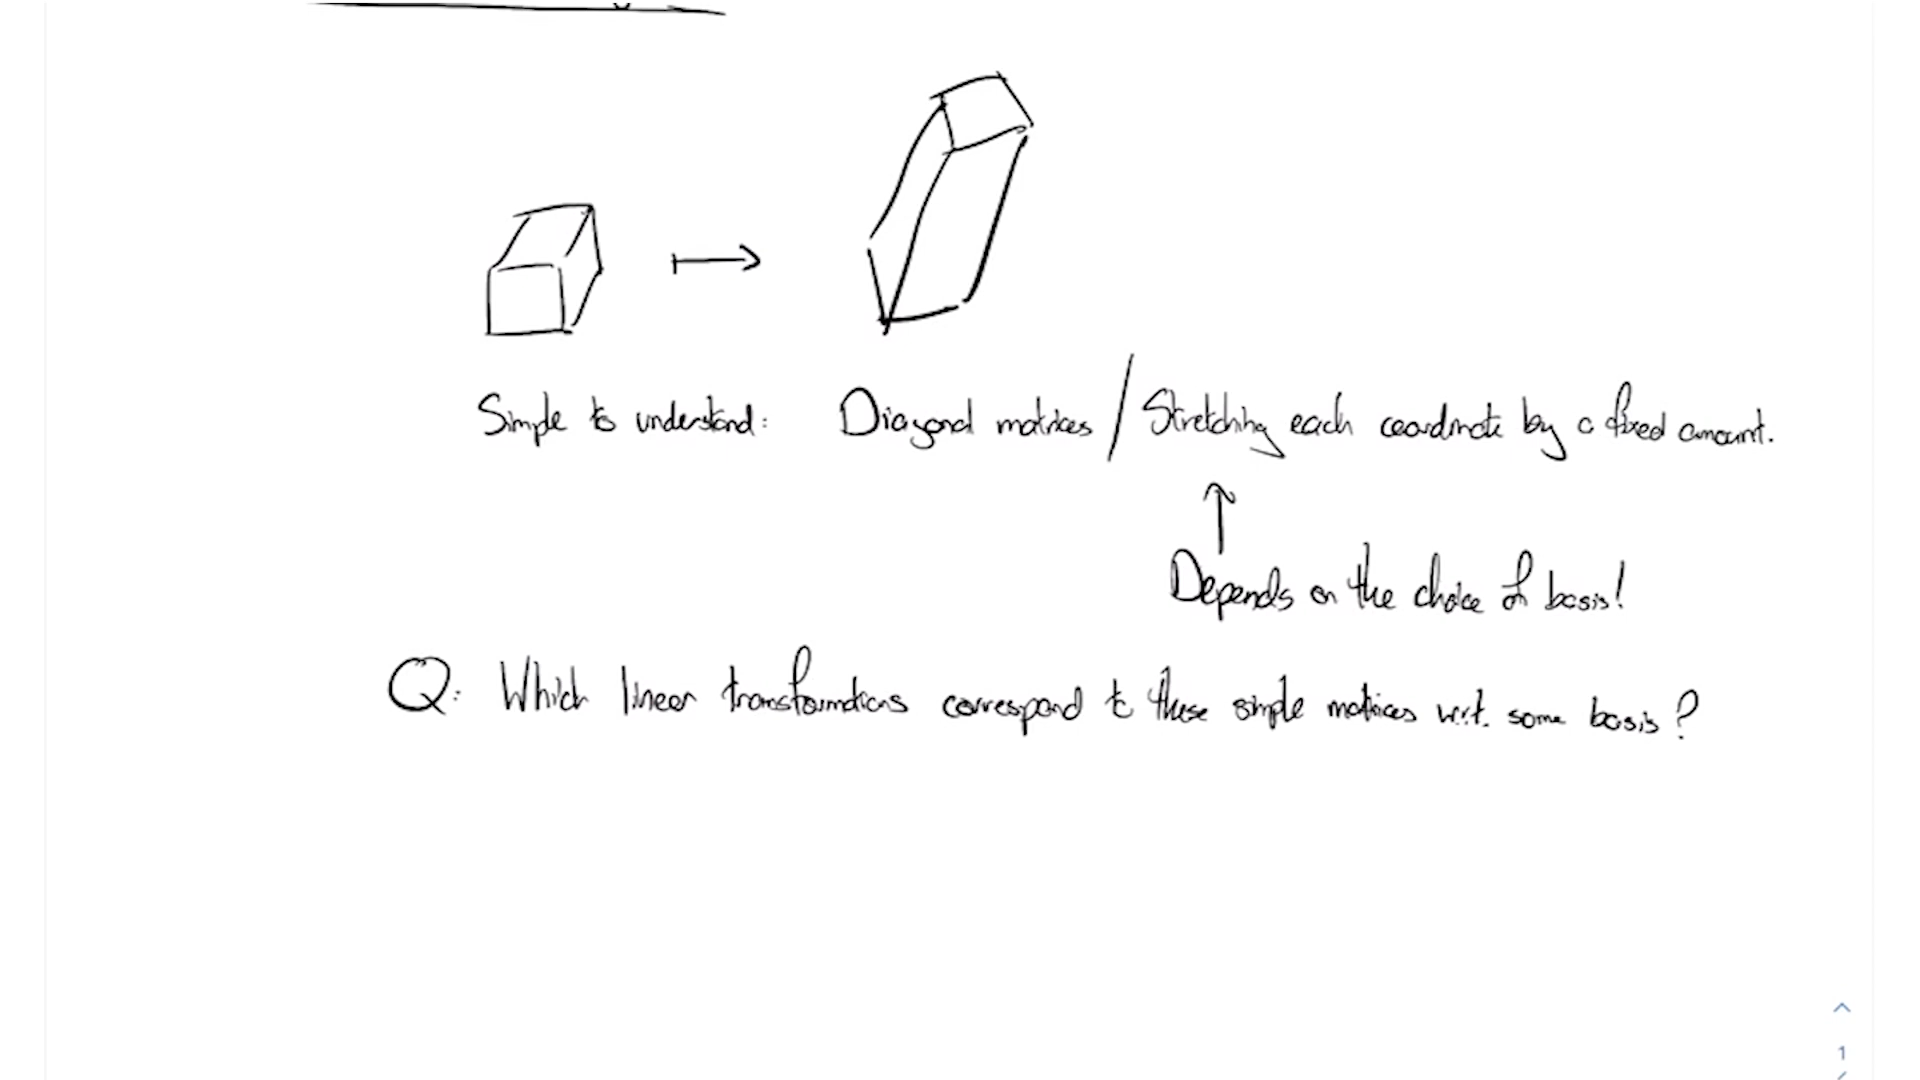 Simple to understand: Diagonal matrices / Stretching each coordinate by a fixed amount.
Depends on the choice of basis!
Q: Which linear transformations correspond to these simple matrices w.r.t. some basis?
1